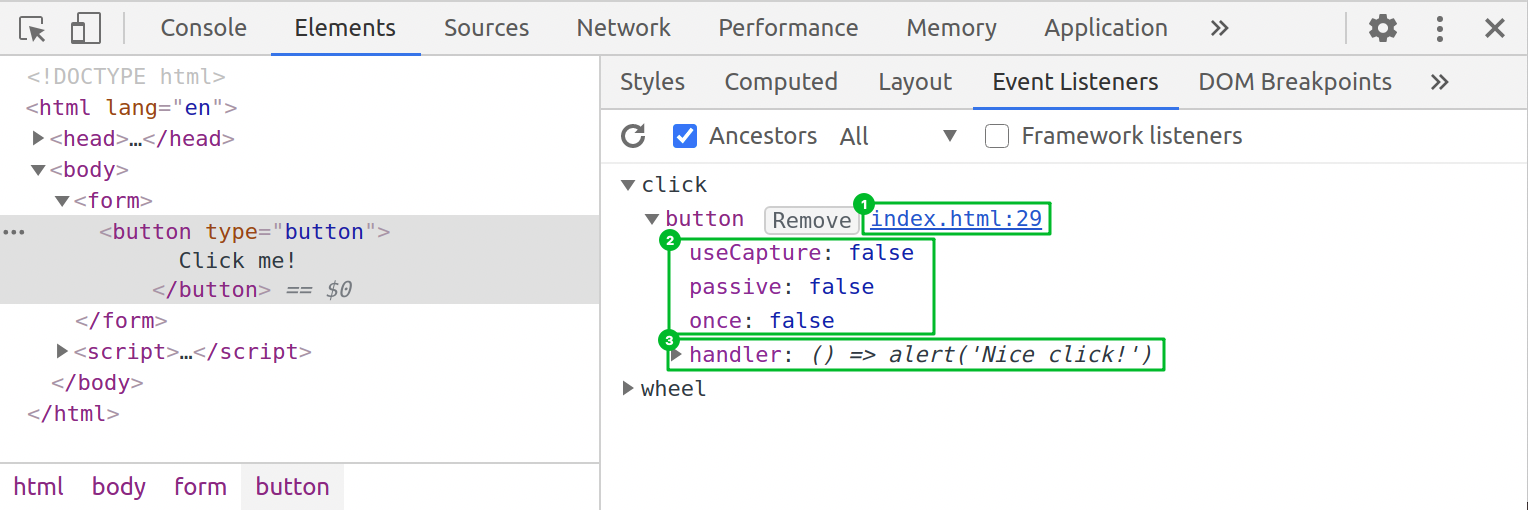 Console Elements Sources Network Performance Memory Application
<!DOCTYPE html>
<html lang="en">
<head>…</head>
<body>
<form>
<button type="button">
Click me!
</button> == $0
</form>
<script>…</script>
</body>
</html>
html body form button
Styles Computed Layout Event Listeners DOM Breakpoints
Ancestors All Framework listeners
click
button Remove 1 index.html:29
2
useCapture: false
passive: false
once: false
3
handler: () => alert('Nice click!')
wheel